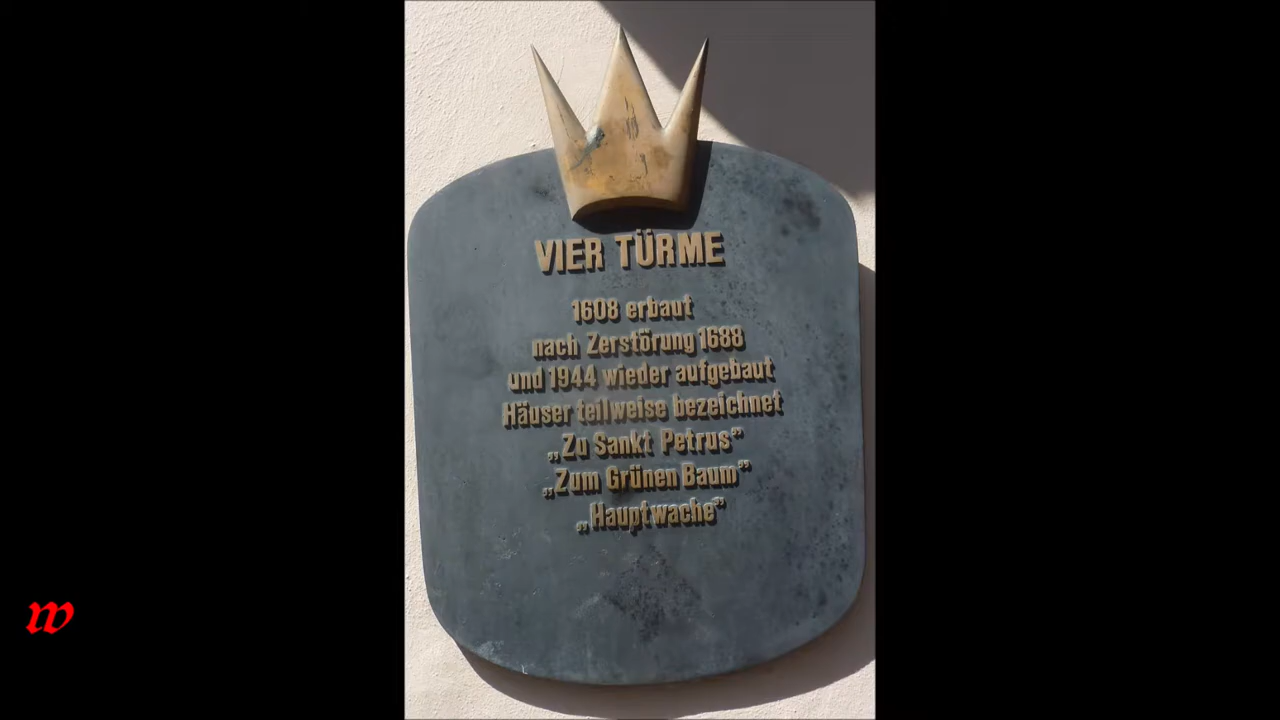 VIER TÜRME
1608 erbaut
nach Zerstörung 1688
und 1944 wieder aufgebaut
Häuser teilweise bezeichnet
„Zu Sankt Petrus”
„Zum Grünen Baum”
„Hauptwache”
w